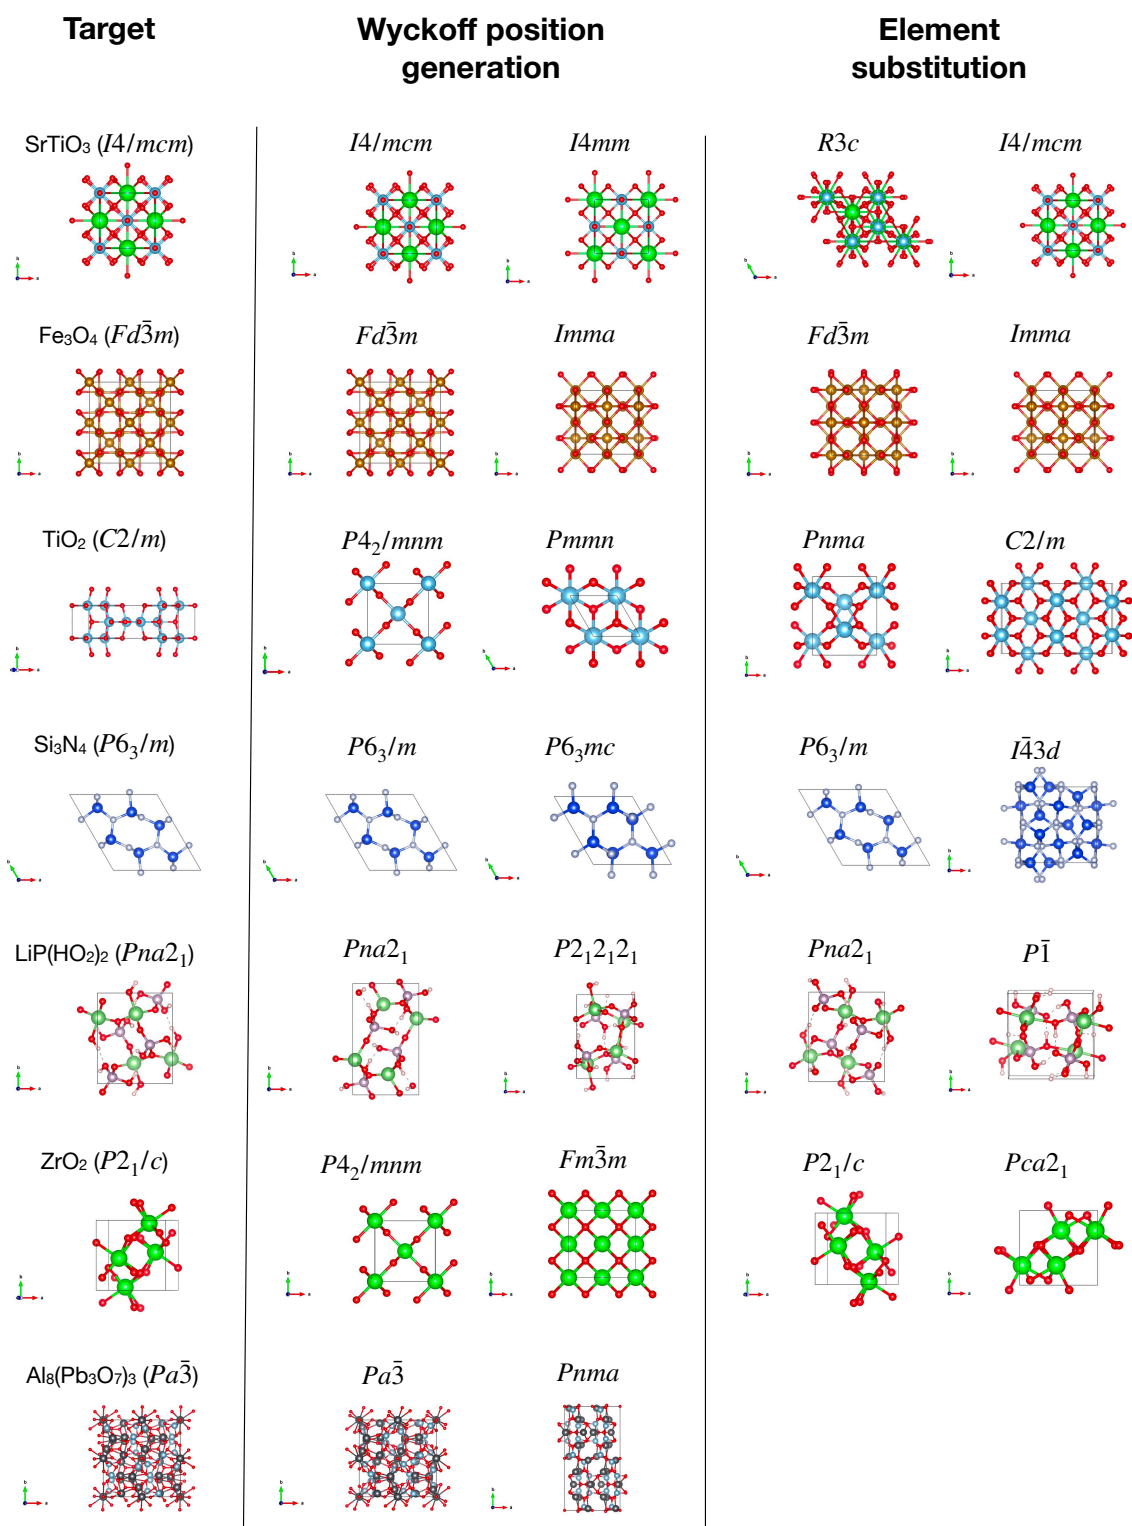 Target
Wyckoff position
generation
Element
substitution
SrTiO₃ (I4/mcm)
I4/mcm
I4mm
R3c
I4/mcm
Fe₃O₄ (Fd3̄m)
Fd3̄m
Imma
Fd3̄m
Imma
TiO₂ (C2/m)
P4₂/mnm
Pmmn
Pnma
C2/m
Si₃N₄ (P6₃/m)
P6₃/m
P6₃mc
P6₃/m
I4̄3d
LiP(HO₂)₂ (Pna2₁)
Pna2₁
P2₁2₁2₁
Pna2₁
P1̄
ZrO₂ (P2₁/c)
P4₂/mnm
Fm3̄m
P2₁/c
Pca2₁
Al₈(Pb₃O₇)₃ (Pa3̄)
Pa3̄
Pnma